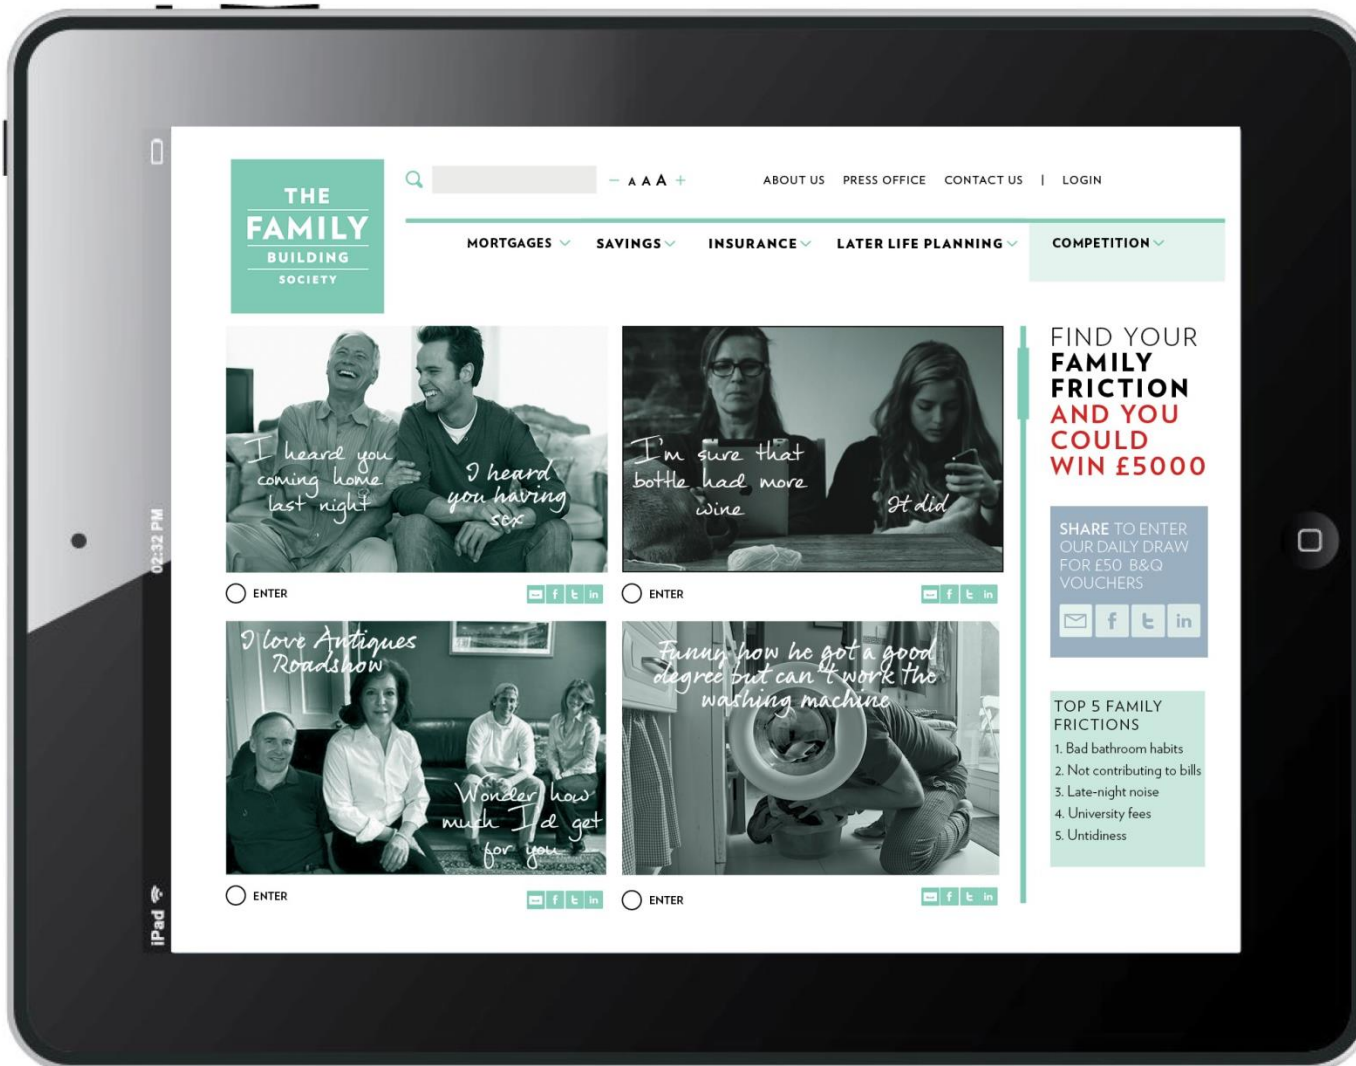 THE
FAMILY
BUILDING
SOCIETY
A A A
ABOUT US PRESS OFFICE CONTACT US | LOGIN
MORTGAGES SAVINGS INSURANCE LATER LIFE PLANNING COMPETITION
I heard you
coming home
last night
I heard
you having
sex
ENTER
f t in
I'm sure that
bottle had more
wine
It did
ENTER
f t in
I love Antiques
Roadshow
Wonder how
much I'd get
for you
ENTER
f t in
Funny how he got a good
degree but can't work the
washing machine
ENTER
f t in
FIND YOUR
FAMILY
FRICTION
AND YOU
COULD
WIN £5000
SHARE TO ENTER
OUR DAILY DRAW
FOR £50 B&Q
VOUCHERS
f t in
TOP 5 FAMILY
FRICTIONS
1. Bad bathroom habits
2. Not contributing to bills
3. Late-night noise
4. University fees
5. Untidiness
iPad 02:32 PM